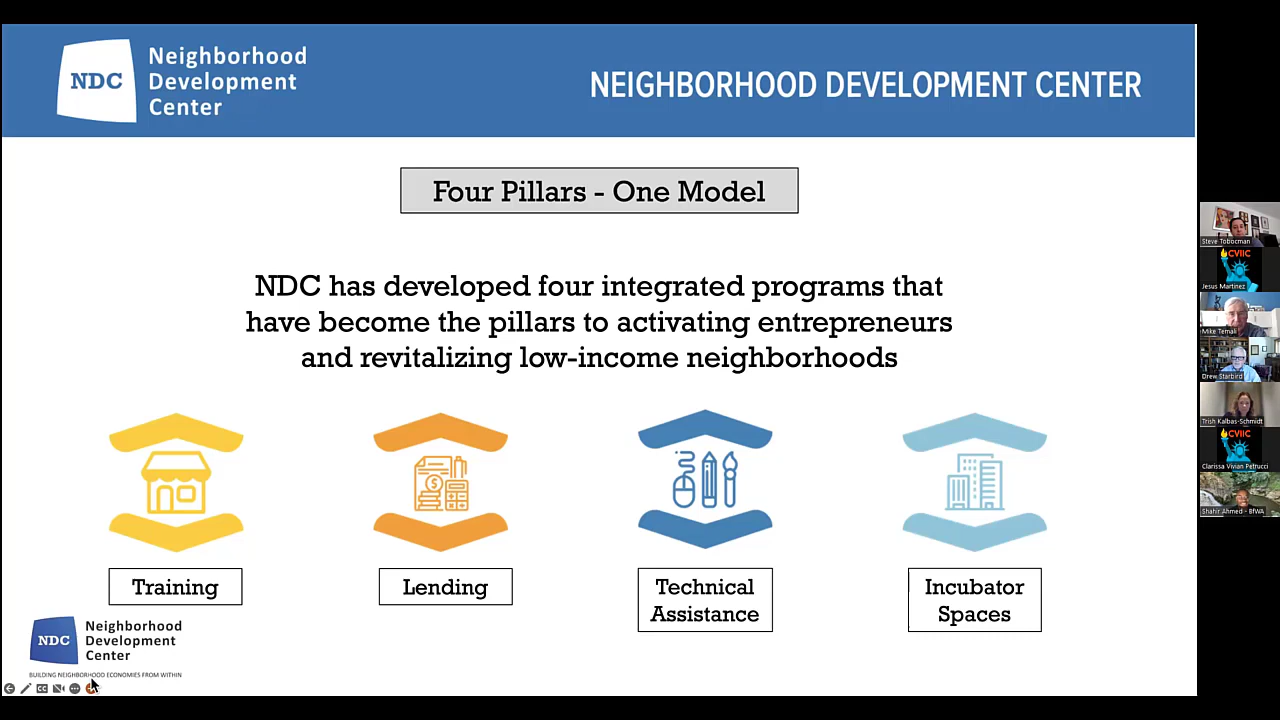 NDC
Neighborhood
Development
Center
NEIGHBORHOOD DEVELOPMENT CENTER
Four Pillars - One Model
NDC has developed four integrated programs that
have become the pillars to activating entrepreneurs
and revitalizing low-income neighborhoods
Training
Lending
Technical
Assistance
Incubator
Spaces
NDC
Neighborhood
Development
Center
BUILDING NEIGHBORHOOD ECONOMIES FROM WITHIN
CC
Steve Tobocman
CVIIC
Jesus Martinez
Mike Temali
Drew Starbird
Trish Kalbas-Schmidt
CVIIC
Clarissa Vivian Petrucci
Shahir Ahmed - BfWA